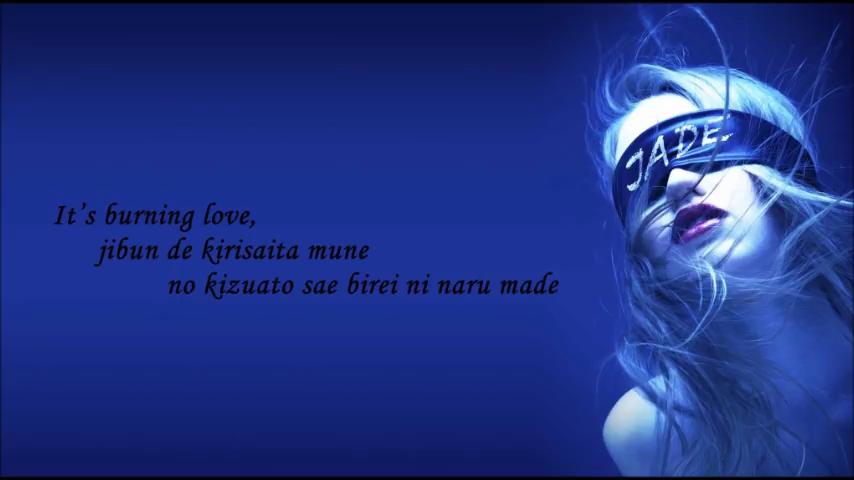 JADE
It's burning love,
jibun de kirisaita mune
no kizuato sae birei ni naru made